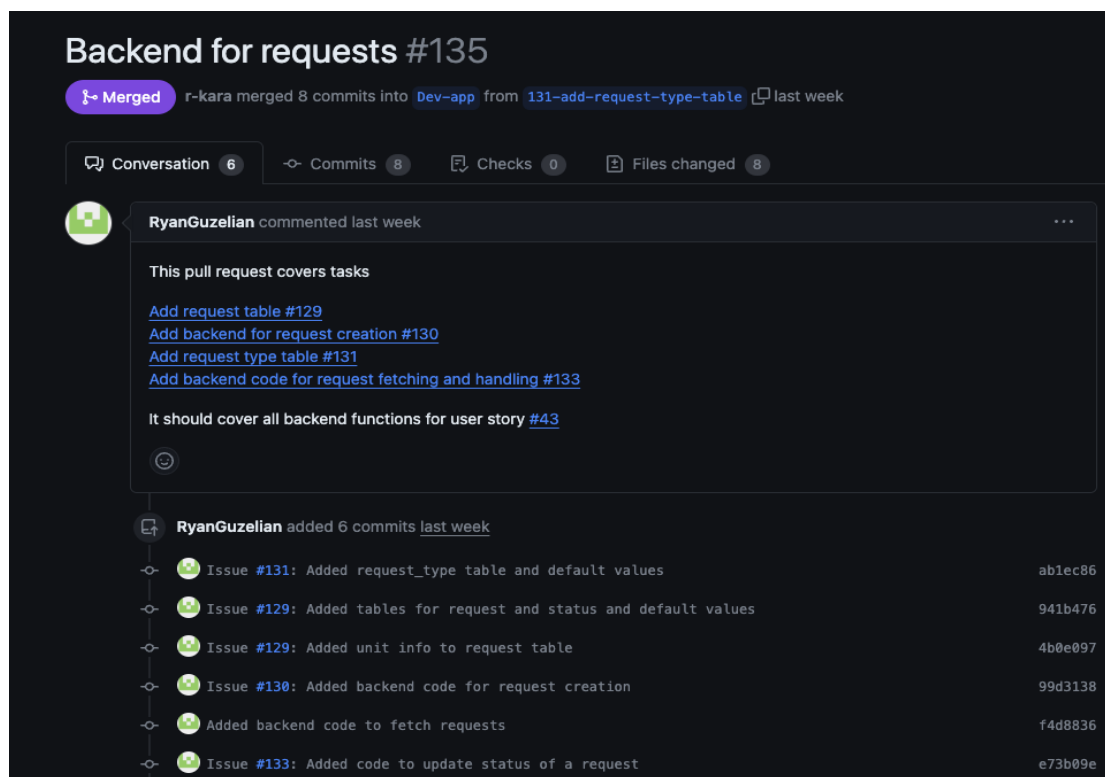 Backend for requests #135
Merged r-kara merged 8 commits into Dev-app from 131-add-request-type-table last week
Conversation 6 Commits 8 Checks 0 Files changed 8
RyanGuzelian commented last week
This pull request covers tasks
Add request table #129
Add backend for request creation #130
Add request type table #131
Add backend code for request fetching and handling #133
It should cover all backend functions for user story #43
RyanGuzelian added 6 commits last week
Issue #131: Added request_type table and default values ab1ec86
Issue #129: Added tables for request and status and default values 941b476
Issue #129: Added unit info to request table 4b0e097
Issue #130: Added backend code for request creation 99d3138
Added backend code to fetch requests f4d8836
Issue #133: Added code to update status of a request e73b09e